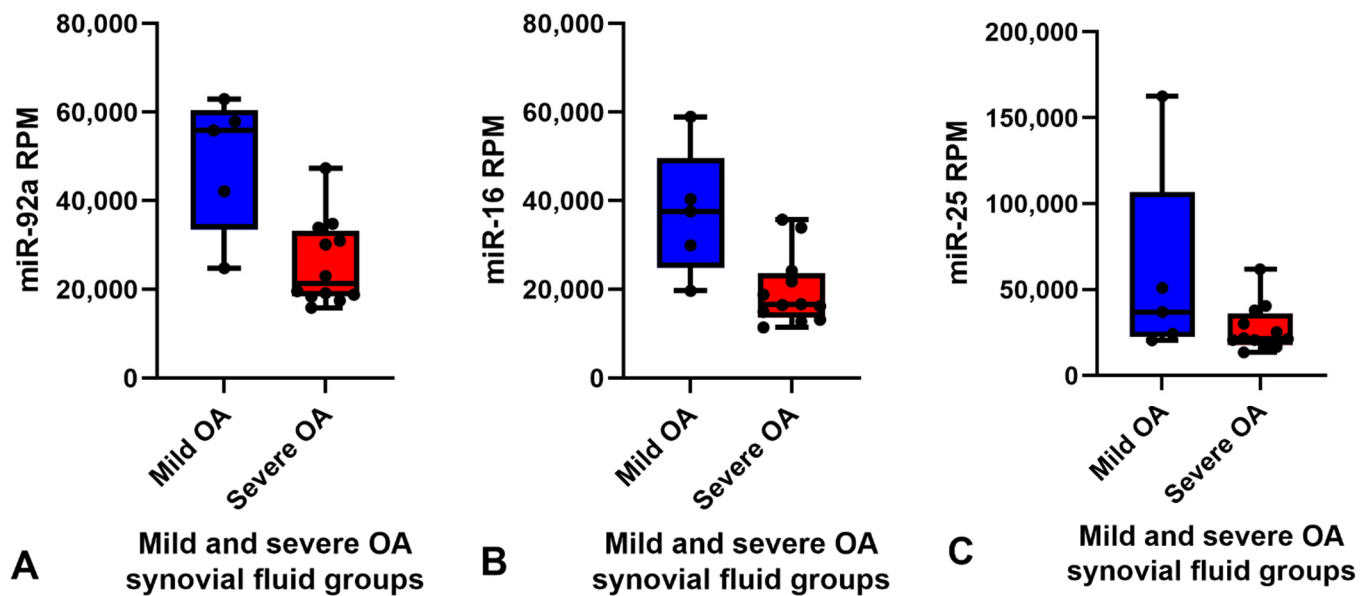 80,000
60,000
40,000
20,000
0
miR-92a RPM
Mild OA
Severe OA
Mild and severe OA
synovial fluid groups
A
80,000
60,000
40,000
20,000
0
miR-16 RPM
Mild OA
Severe OA
Mild and severe OA
synovial fluid groups
B
200,000
150,000
100,000
50,000
0
miR-25 RPM
Mild OA
Severe OA
Mild and severe OA
synovial fluid groups
C